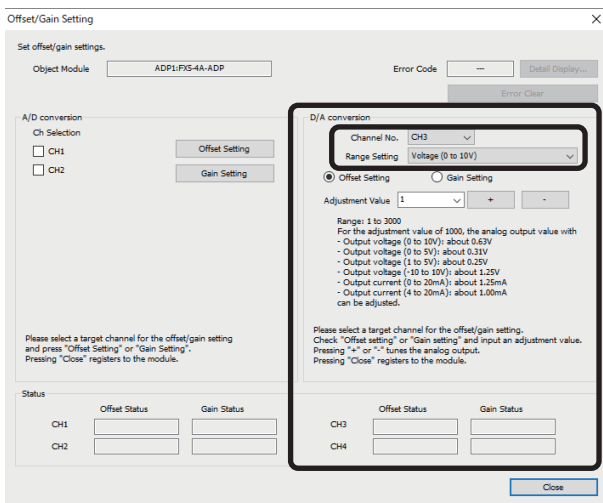 Offset/Gain Setting
Set offset/gain settings.
Object Module ADP1:FX5-4A-ADP Error Code --- Detail Display...
Error Clear
A/D conversion
Ch Selection
CH1 Offset Setting
CH2 Gain Setting
Please select a target channel for the offset/gain setting
and press "Offset Setting" or "Gain Setting".
Pressing "Close" registers to the module.
D/A conversion
Channel No. CH3
Range Setting Voltage (0 to 10V)
Offset Setting Gain Setting
Adjustment Value 1 + -
Range: 1 to 3000
For the adjustment value of 1000, the analog output value with
- Output voltage (0 to 10V): about 0.63V
- Output voltage (0 to 5V): about 0.31V
- Output voltage (1 to 5V): about 0.25V
- Output voltage (-10 to 10V): about 1.25V
- Output current (0 to 20mA): about 1.25mA
- Output current (4 to 20mA): about 1.00mA
can be adjusted.
Please select a target channel for the offset/gain setting.
Check "Offset setting" or "Gain setting" and input an adjustment value.
Pressing "+" or "-" tunes the analog output.
Pressing "Close" registers to the module.
Status
Offset Status Gain Status
CH1
CH2
Offset Status Gain Status
CH3
CH4
Close